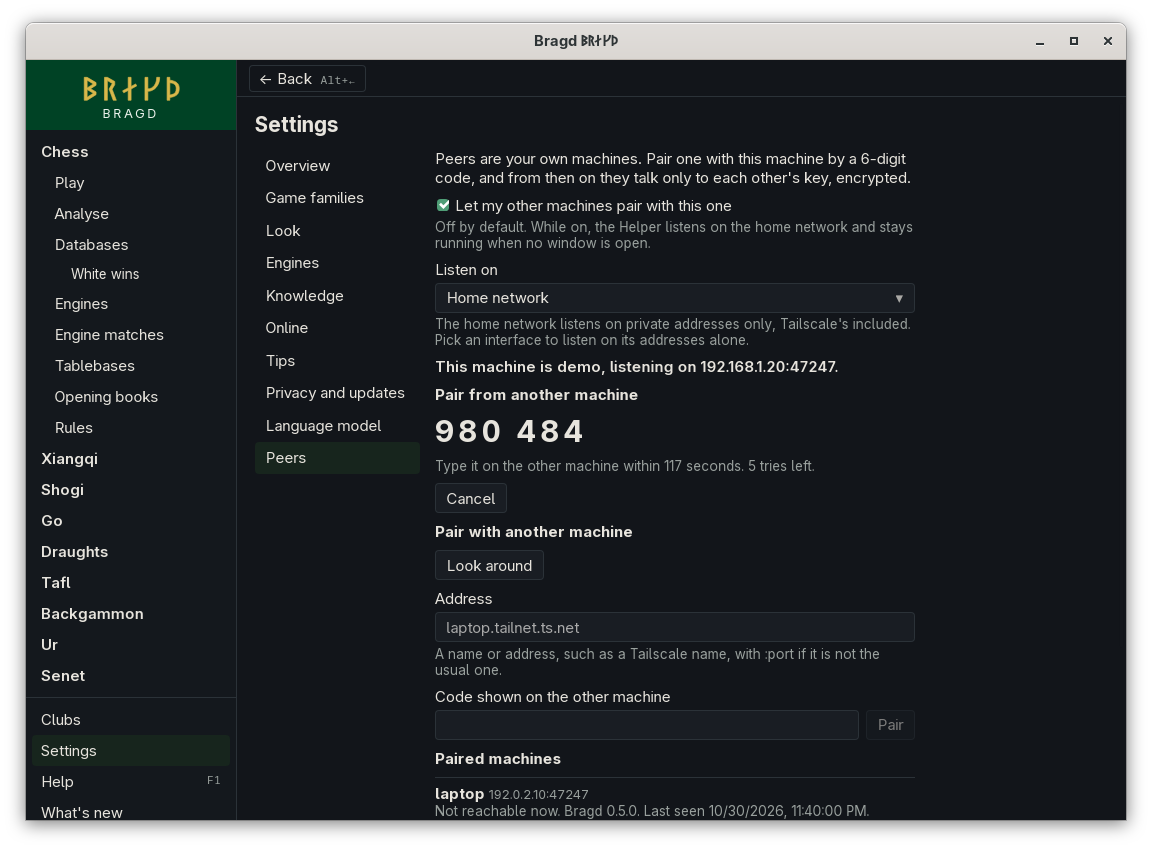 Bragd ᛒᚱᛅᚴᚦ
ᛒᚱᛅᚴᚦ
BRAGD
← Back Alt+←
Chess
Play
Analyse
Databases
White wins
Engines
Engine matches
Tablebases
Opening books
Rules
Xiangqi
Shogi
Go
Draughts
Tafl
Backgammon
Ur
Senet
Clubs
Settings
Help F1
What's new
Settings
Overview
Game families
Look
Engines
Knowledge
Online
Tips
Privacy and updates
Language model
Peers
Peers are your own machines. Pair one with this machine by a 6-digit
code, and from then on they talk only to each other's key, encrypted.
Let my other machines pair with this one
Off by default. While on, the Helper listens on the home network and stays
running when no window is open.
Listen on
Home network
The home network listens on private addresses only, Tailscale's included.
Pick an interface to listen on its addresses alone.
This machine is demo, listening on 192.168.1.20:47247.
Pair from another machine
980 484
Type it on the other machine within 117 seconds. 5 tries left.
Cancel
Pair with another machine
Look around
Address
laptop.tailnet.ts.net
A name or address, such as a Tailscale name, with :port if it is not the
usual one.
Code shown on the other machine
Pair
Paired machines
laptop 192.0.2.10:47247
Not reachable now. Bragd 0.5.0. Last seen 10/30/2026, 11:40:00 PM.